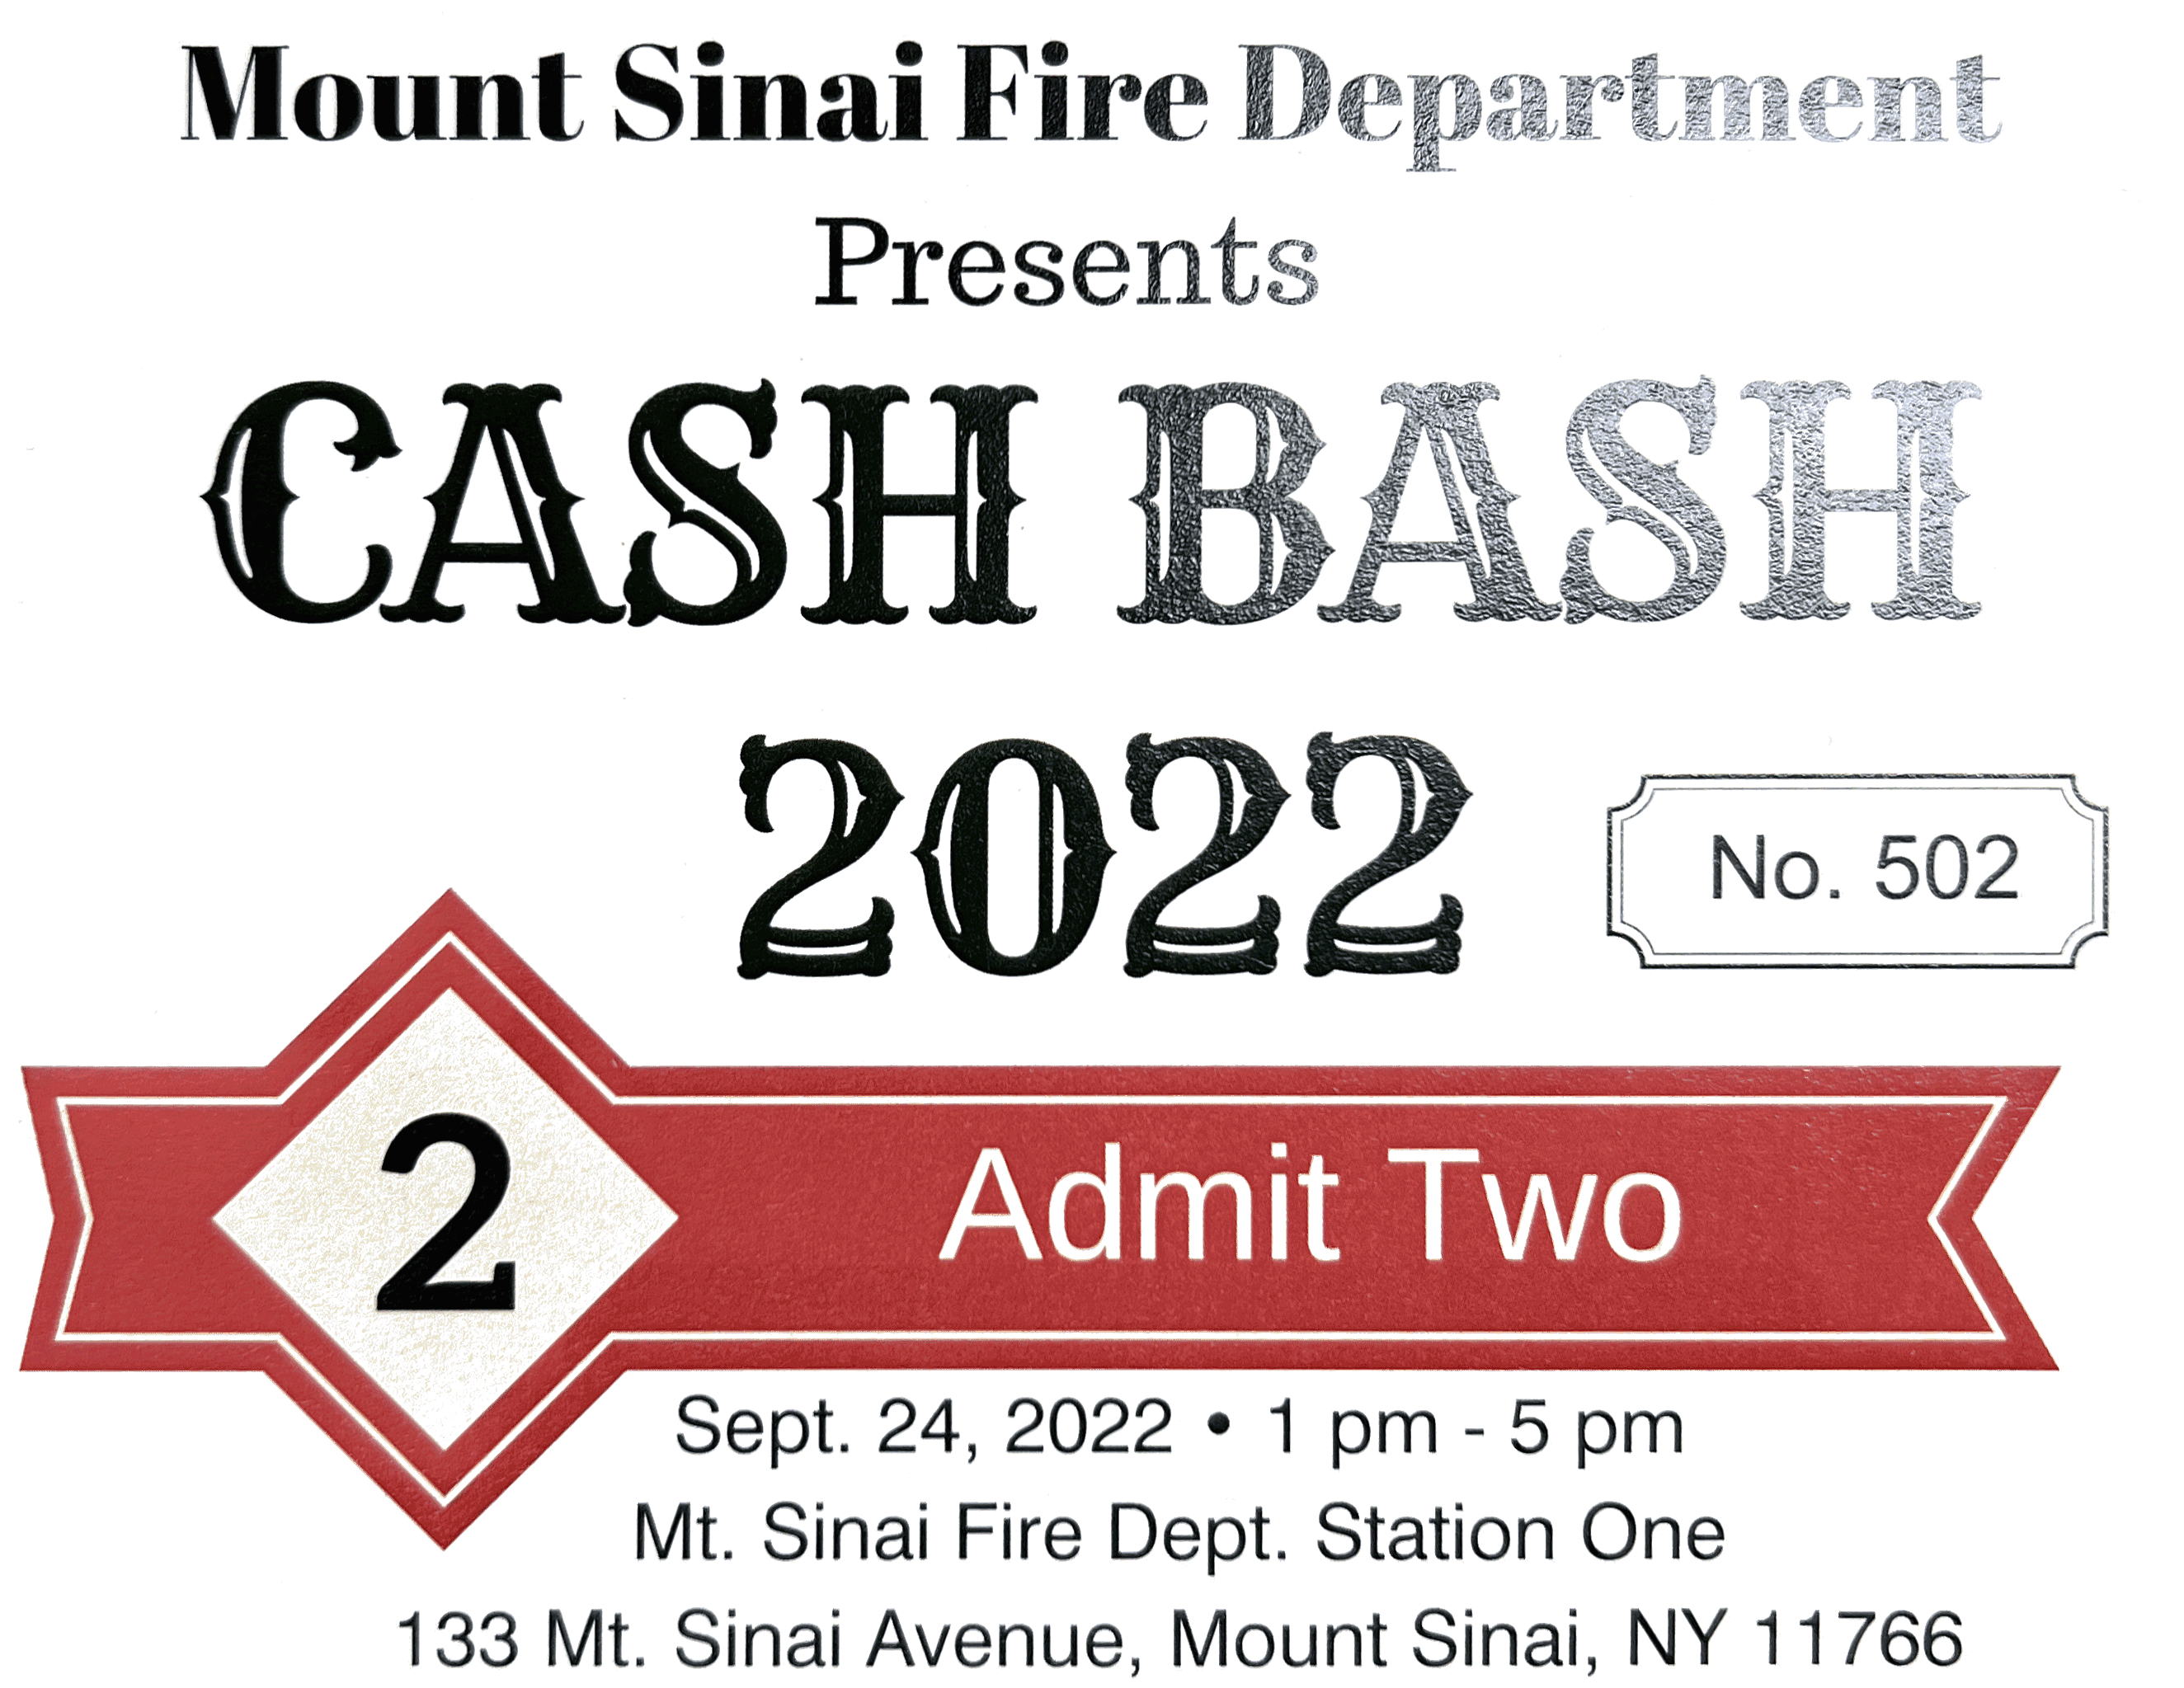 Mount Sinai Fire Department
Presents
CASH BASH
2022
No. 502
2
Admit Two
Sept. 24, 2022 • 1 pm - 5 pm
Mt. Sinai Fire Dept. Station One
133 Mt. Sinai Avenue, Mount Sinai, NY 11766